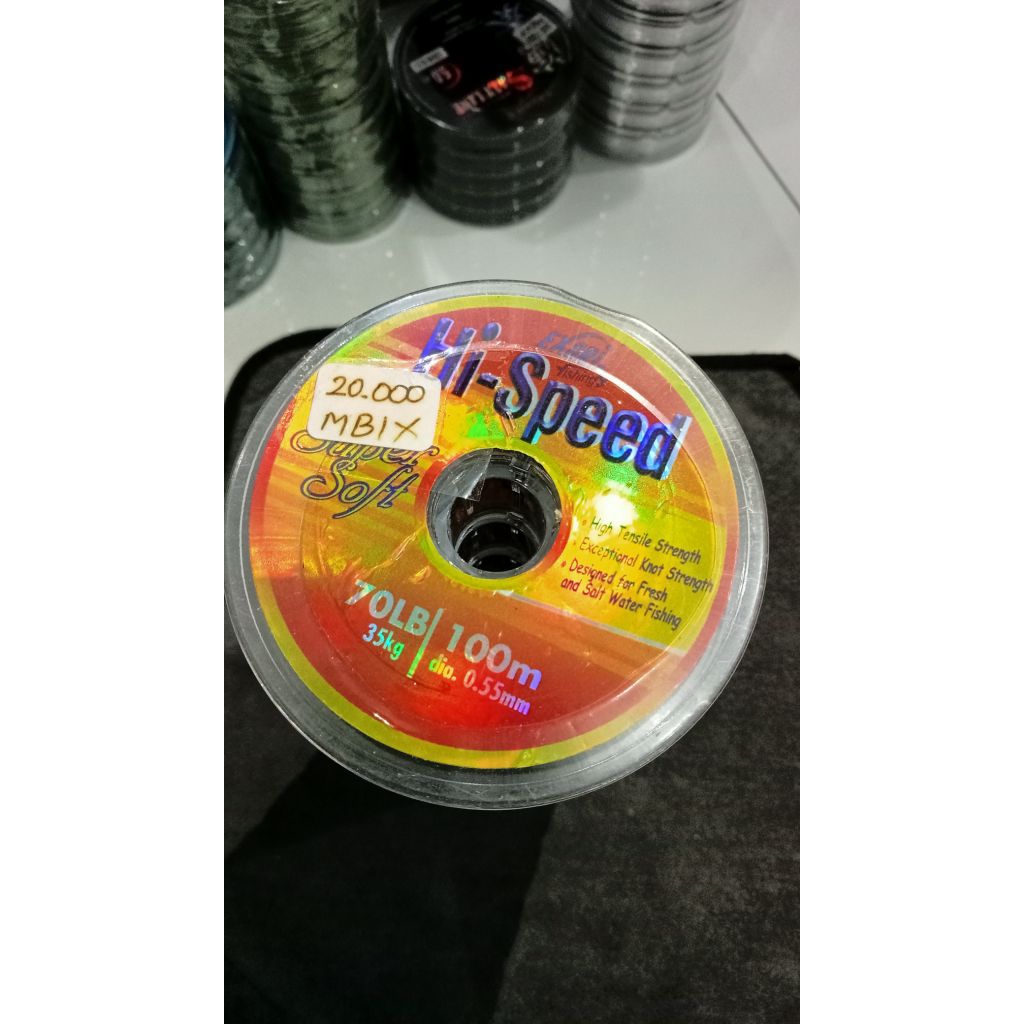 Hi-Speed
fishing
20.000
MBIX
Super
Soft
• High Tensile Strength
• Exceptional Knot Strength
• Designed for Fresh
and Salt Water Fishing
70LB 100m
35kg dia. 0.55mm